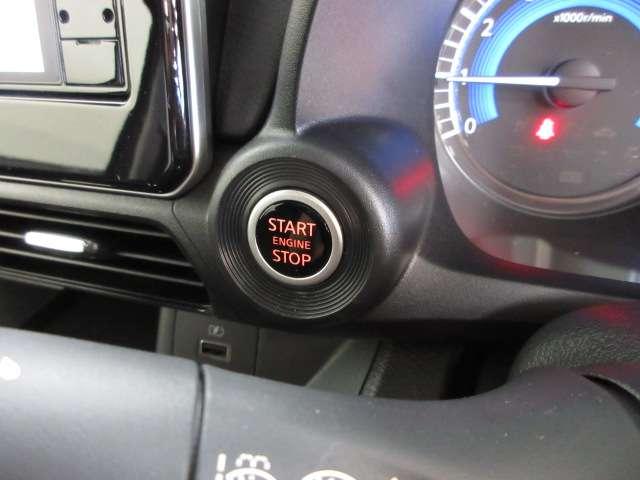 x1000r/min
2
1
0
START
ENGINE
STOP